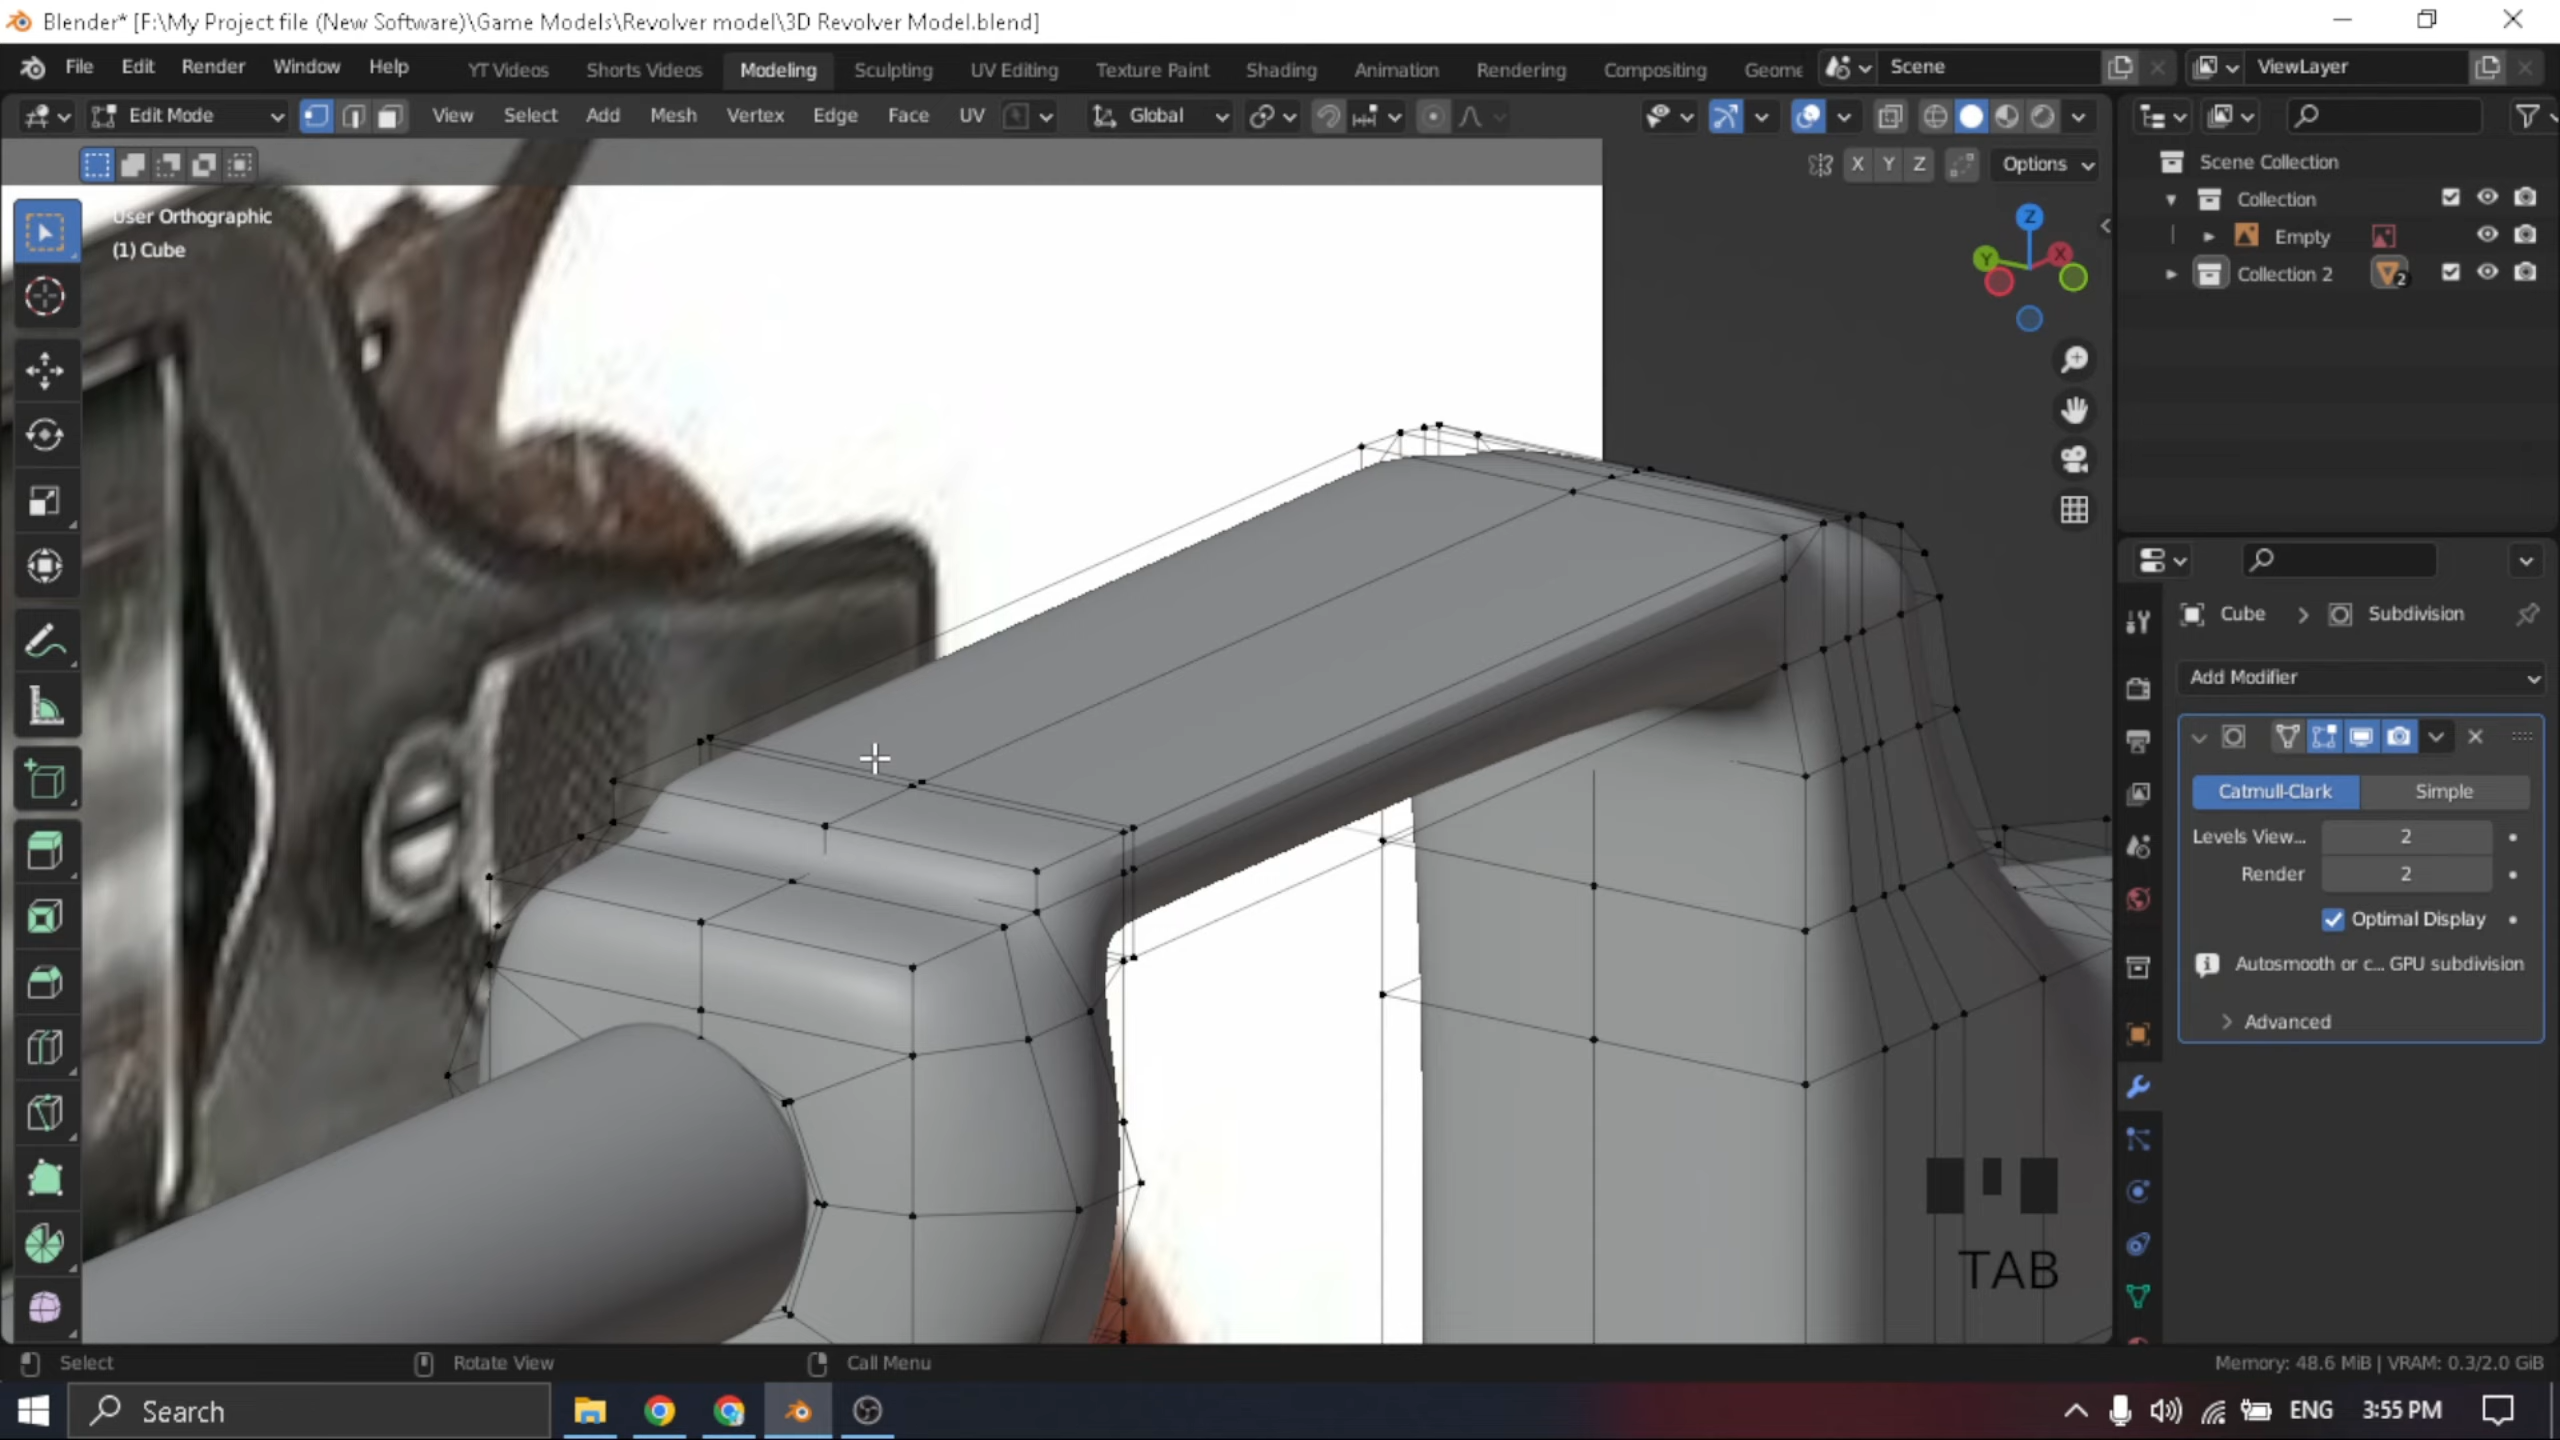 Blender* [F:\My Project file (New Software)\Game Models\Revolver model\3D Revolver Model.blend]
File Edit Render Window Help YT Videos Shorts Videos Modeling Sculpting UV Editing Texture Paint Shading Animation Rendering Compositing Geome Scene ViewLayer
Edit Mode View Select Add Mesh Vertex Edge Face UV Global
X Y Z Options
User Orthographic
(1) Cube
Z
Y
X
Scene Collection
Collection
Empty
Collection 2
2
Cube > Subdivision
Add Modifier
Catmull-Clark Simple
Levels View... 2
Render 2
Optimal Display
Autosmooth or c... GPU subdivision
Advanced
TAB
Select Rotate View Call Menu Memory: 48.6 MiB | VRAM: 0.3/2.0 GiB
Search ENG 3:55 PM